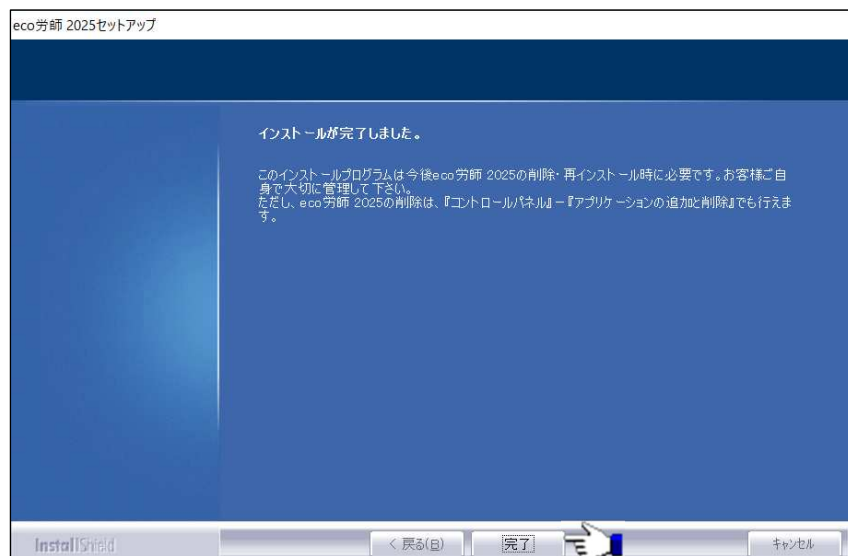 eco労師 2025セットアップ
インストールが完了しました。
このインストールプログラムは今後eco労師 2025の削除・再インストール時に必要です。お客様ご自
身で大切に管理して下さい。
ただし、eco労師 2025の削除は、『コントロールパネル』－『アプリケーションの追加と削除』でも行えま
す。
InstallShield
< 戻る(B)
完了
キャンセル